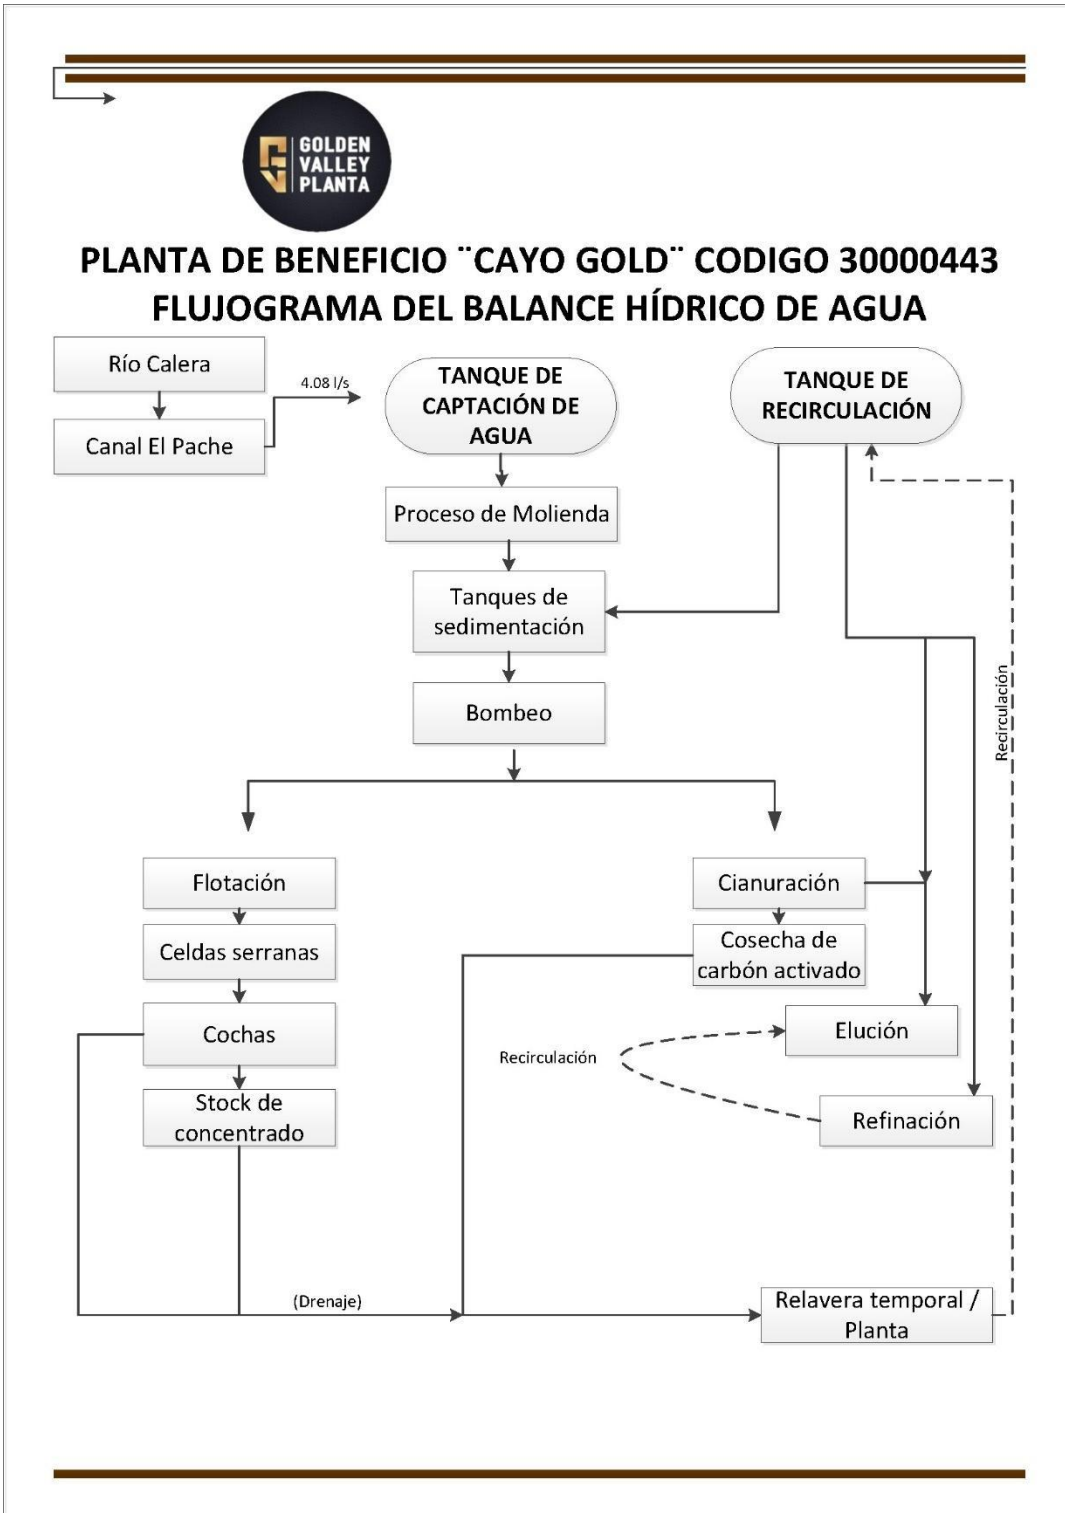 GOLDEN
VALLEY
PLANTA
PLANTA DE BENEFICIO ¨CAYO GOLD¨ CODIGO 30000443
FLUJOGRAMA DEL BALANCE HÍDRICO DE AGUA
Río Calera
Canal El Pache
4.08 l/s
TANQUE DE
CAPTACIÓN DE
AGUA
TANQUE DE
RECIRCULACIÓN
Proceso de Molienda
Tanques de
sedimentación
Bombeo
Recirculación
Flotación
Celdas serranas
Cochas
Stock de
concentrado
Cianuración
Cosecha de
carbón activado
Elución
Recirculación
Refinación
(Drenaje)
Relavera temporal /
Planta